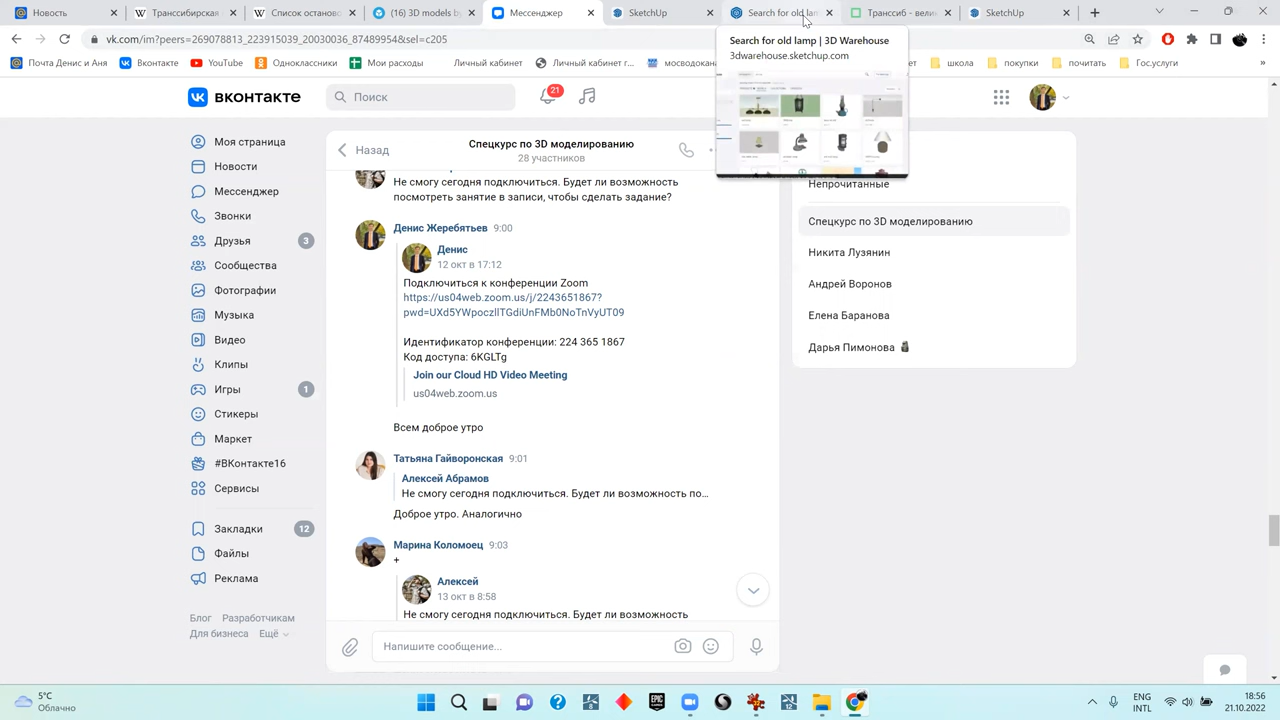 Новость
Транссибирская
Список останово
(16) 3D models t
Мессенджер
SketchUp
Search for old lam
Транссиб - от
SketchUp
vk.com/im?peers=269078813_223915039_20030036_87489954&sel=c205
Search for old lamp | 3D Warehouse
3dwarehouse.sketchup.com
Почта Дениса и Анн
Вконтакте
YouTube
Одноклассники
Мои расходы
Личный кабинет
Личный кабинет
мосводокан
школа
покупки
почитать
Гос.услуги
»
вконтакте
Поиск
21
Моя страница
Новости
Мессенджер
Звонки
Друзья
3
Сообщества
Фотографии
Музыка
Видео
Клипы
Игры
1
Стикеры
Маркет
#ВКонтакте16
Сервисы
Закладки
12
Файлы
Реклама
Блог Разработчикам
Для бизнеса Ещё
Назад
Спецкурс по 3D моделированию
28 участников
Не смогу сегодня подключиться. Будет ли возможность
посмотреть занятие в записи, чтобы сделать задание?
Денис Жеребятьев 9:00
Денис
12 окт в 17:12
Подключиться к конференции Zoom
https://us04web.zoom.us/j/2243651867?
pwd=UXd5YWpoczllTGdiUnFMb0NoTnVyUT09
Идентификатор конференции: 224 365 1867
Код доступа: 6KGLTg
Join our Cloud HD Video Meeting
us04web.zoom.us
Всем доброе утро
Татьяна Гайворонская 9:01
Алексей Абрамов
Не смогу сегодня подключиться. Будет ли возможность по...
Доброе утро. Аналогично
Марина Коломоец 9:03
+
Алексей
13 окт в 8:58
Не смогу сегодня подключиться. Будет ли возможность
Напишите сообщение...
Непрочитанные
Спецкурс по 3D моделированию
Никита Лузянин
Андрей Воронов
Елена Баранова
Дарья Пимонова
5°C
Облачно
ENG
INTL
18:56
21.10.2022